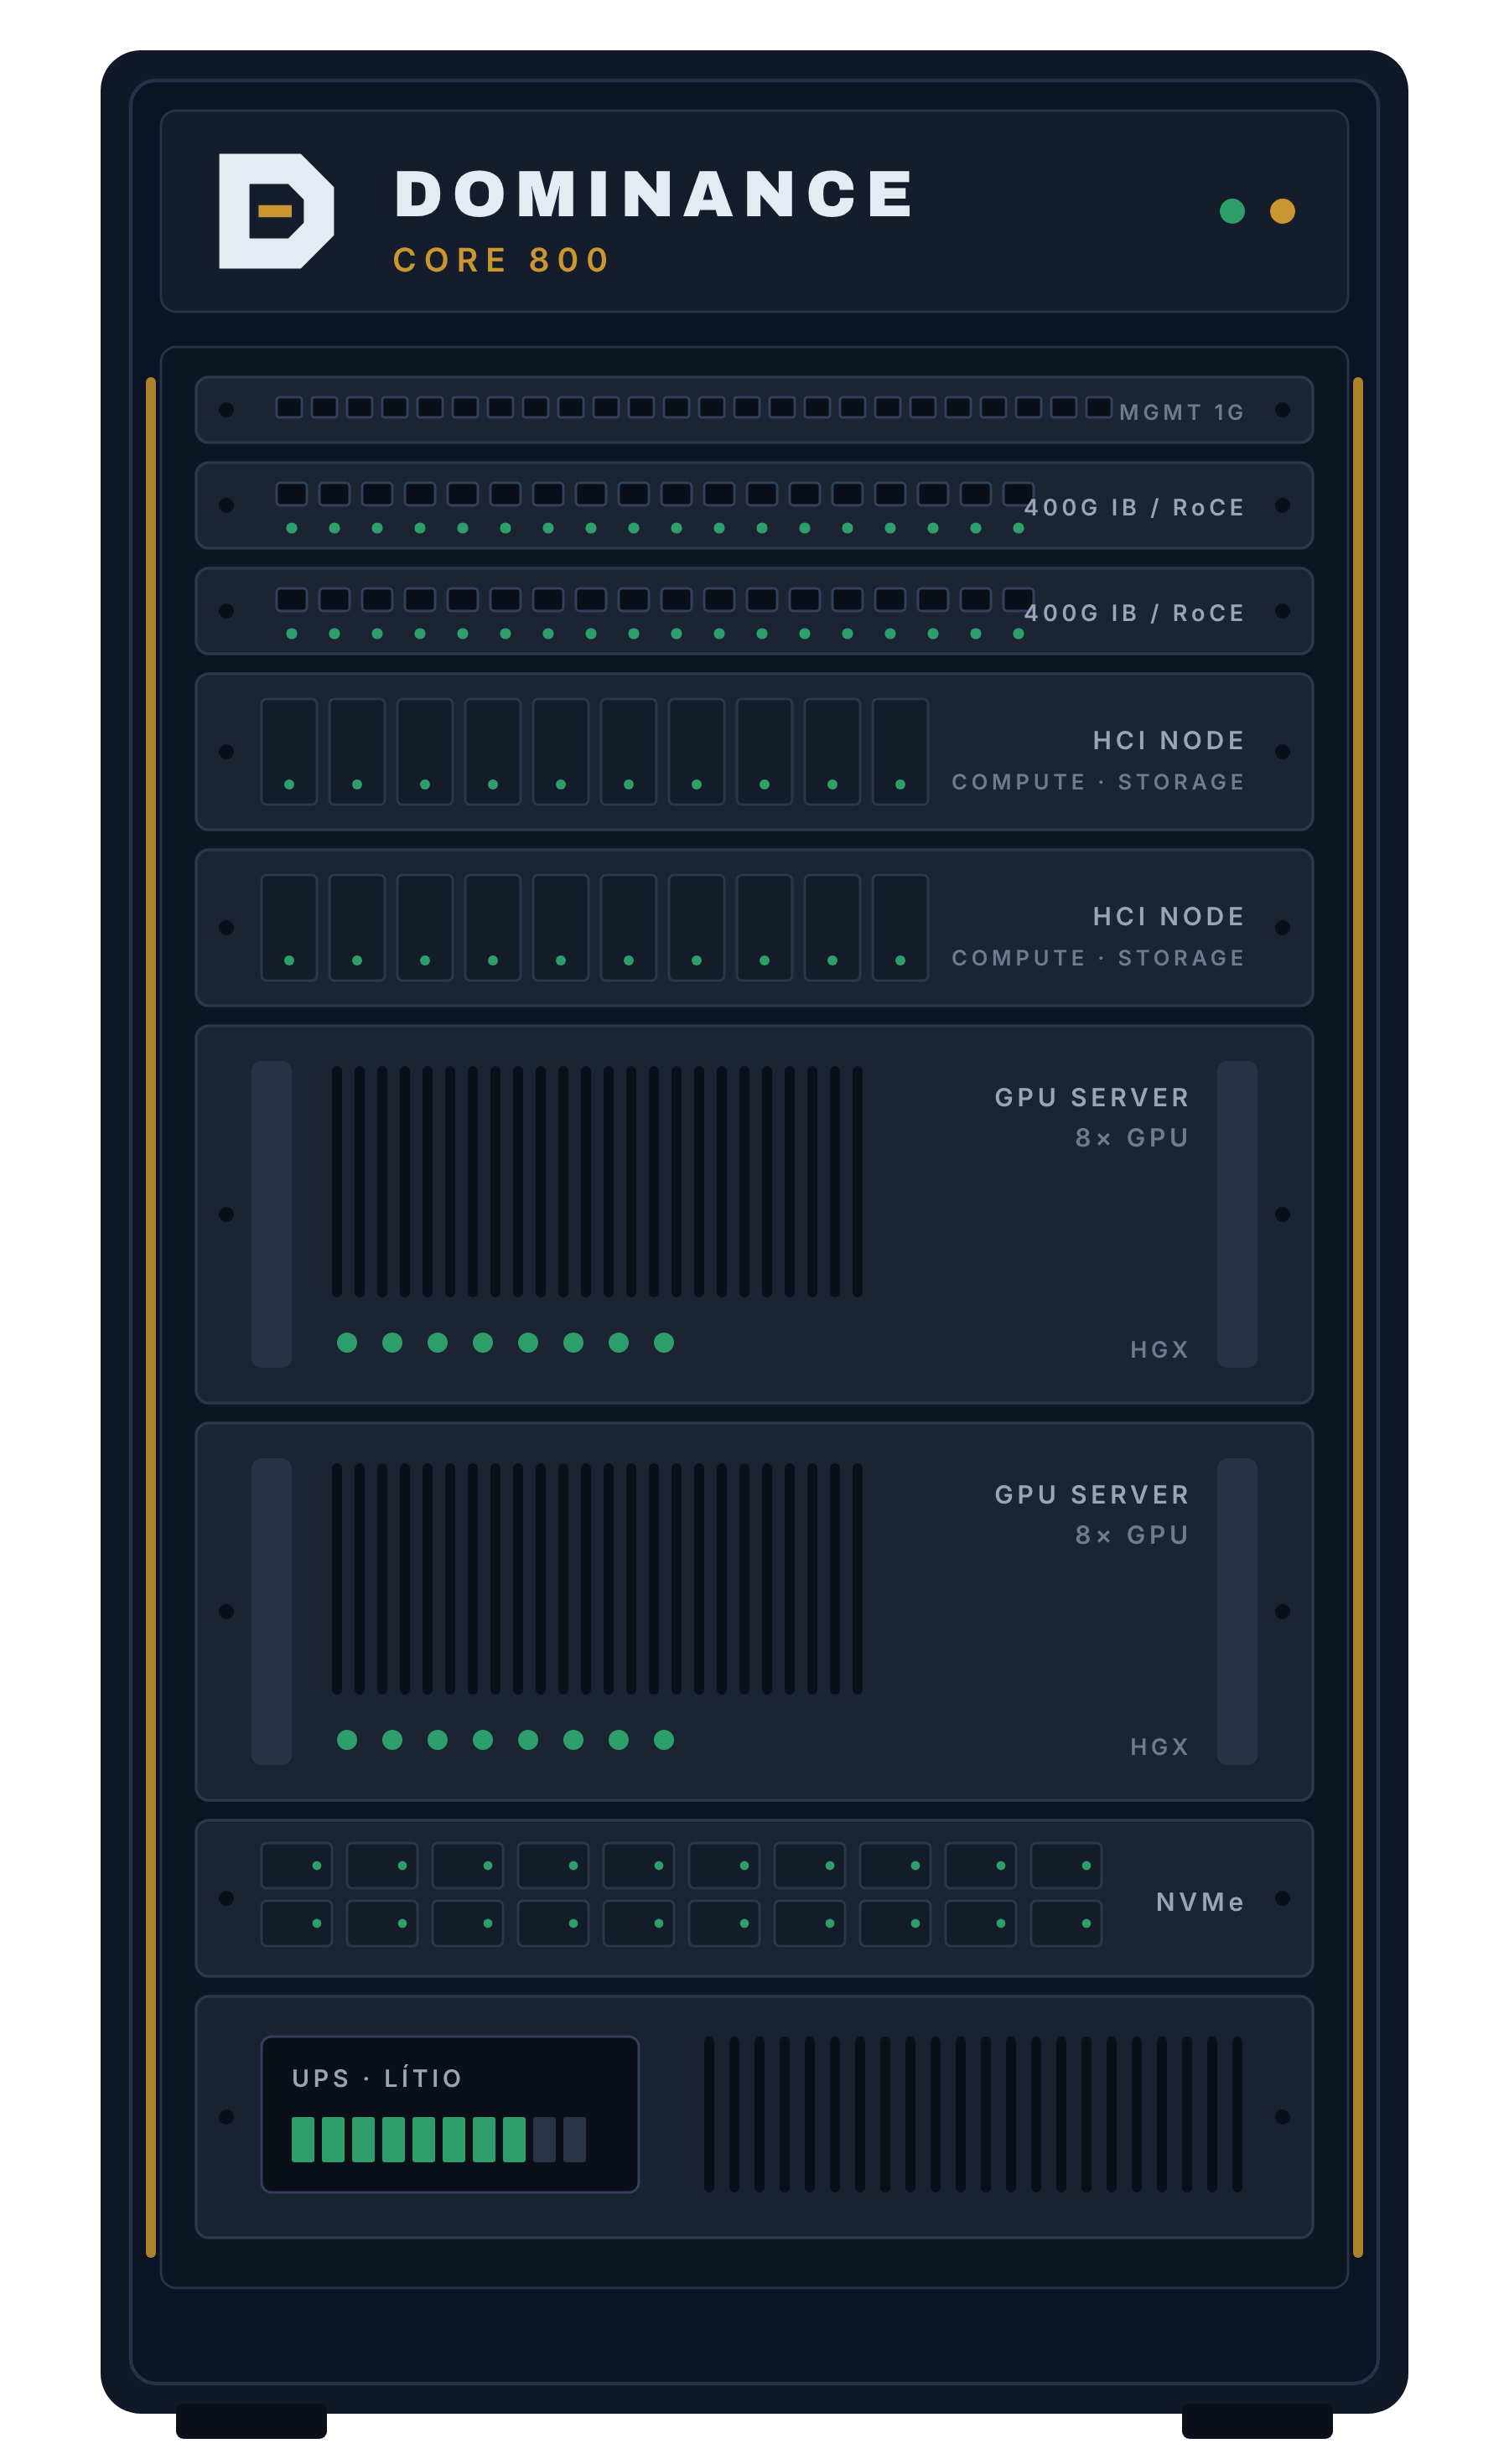 DOMINANCE
CORE 800
MGMT 1G
400G IB / RoCE
400G IB / RoCE
HCI NODE
COMPUTE · STORAGE
HCI NODE
COMPUTE · STORAGE
GPU SERVER
8× GPU
HGX
GPU SERVER
8× GPU
HGX
NVMe
UPS · LÍTIO